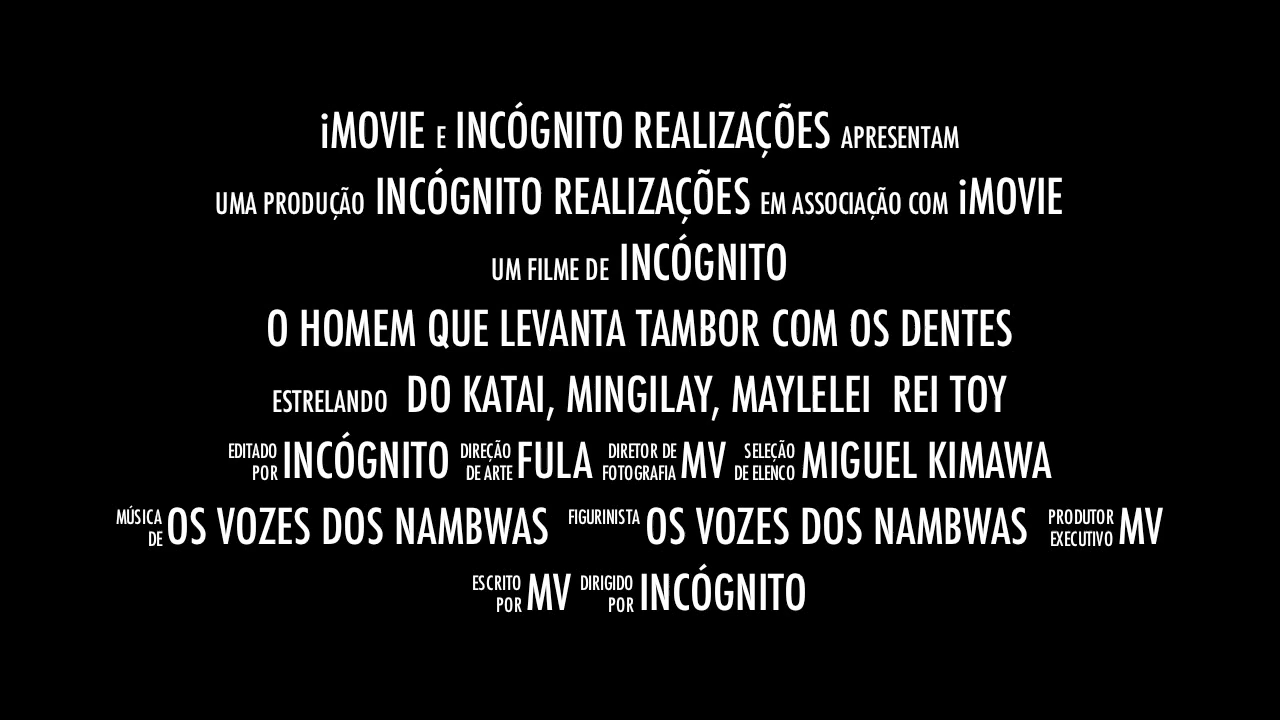 iMOVIE E INCÓGNITO REALIZAÇÕES APRESENTAM
UMA PRODUÇÃO INCÓGNITO REALIZAÇÕES EM ASSOCIAÇÃO COM iMOVIE
UM FILME DE INCÓGNITO
O HOMEM QUE LEVANTA TAMBOR COM OS DENTES
ESTRELANDO DO KATAI, MINGILAY, MAYLELEI REI TOY
EDITADO POR INCÓGNITO DIREÇÃO DE ARTE FULA DIRETOR DE FOTOGRAFIA MV SELEÇÃO DE ELENCO MIGUEL KIMAWA
MÚSICA DE OS VOZES DOS NAMBWAS FIGURINISTA OS VOZES DOS NAMBWAS PRODUTOR EXECUTIVO MV
ESCRITO POR MV DIRIGIDO POR INCÓGNITO